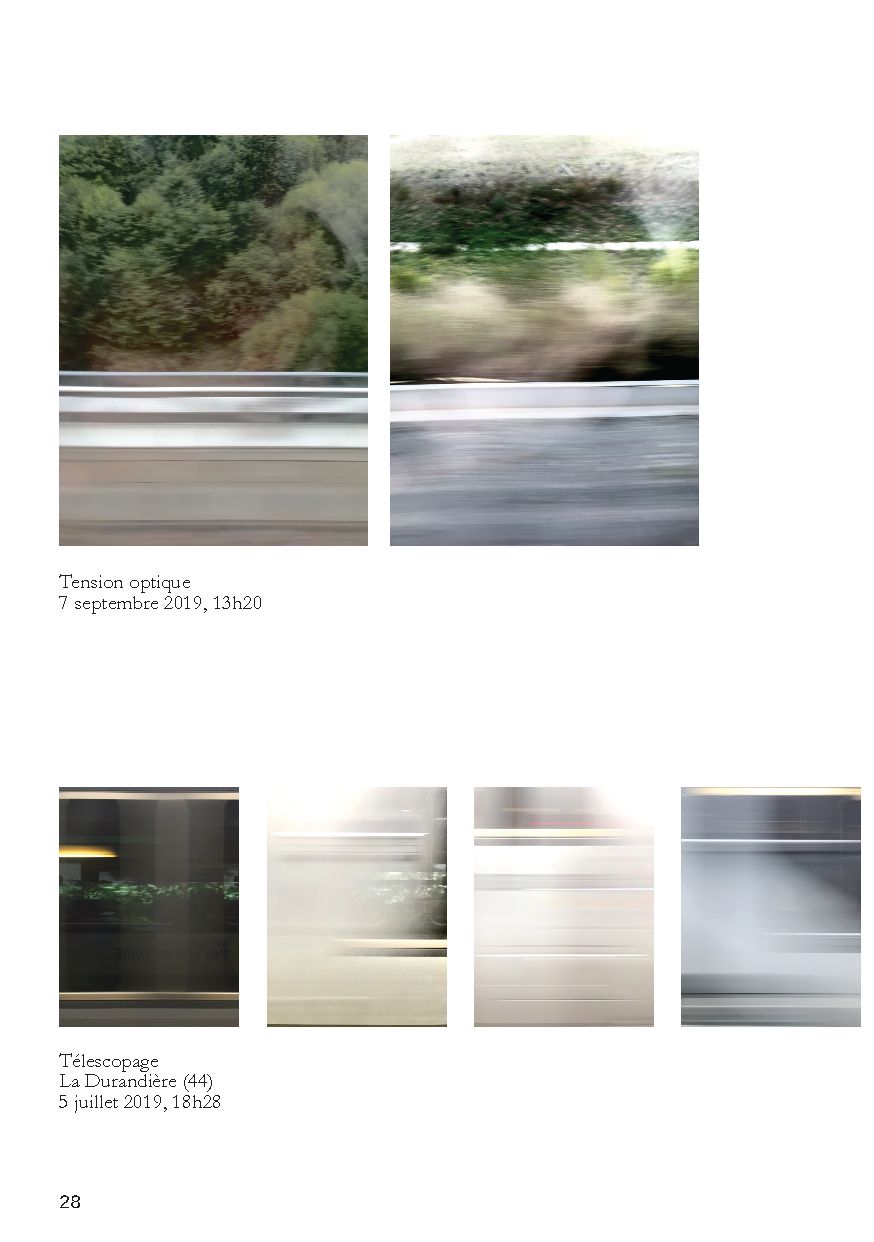 Tension optique
7 septembre 2019, 13h20
Télescopage
La Durandière (44)
5 juillet 2019, 18h28
28